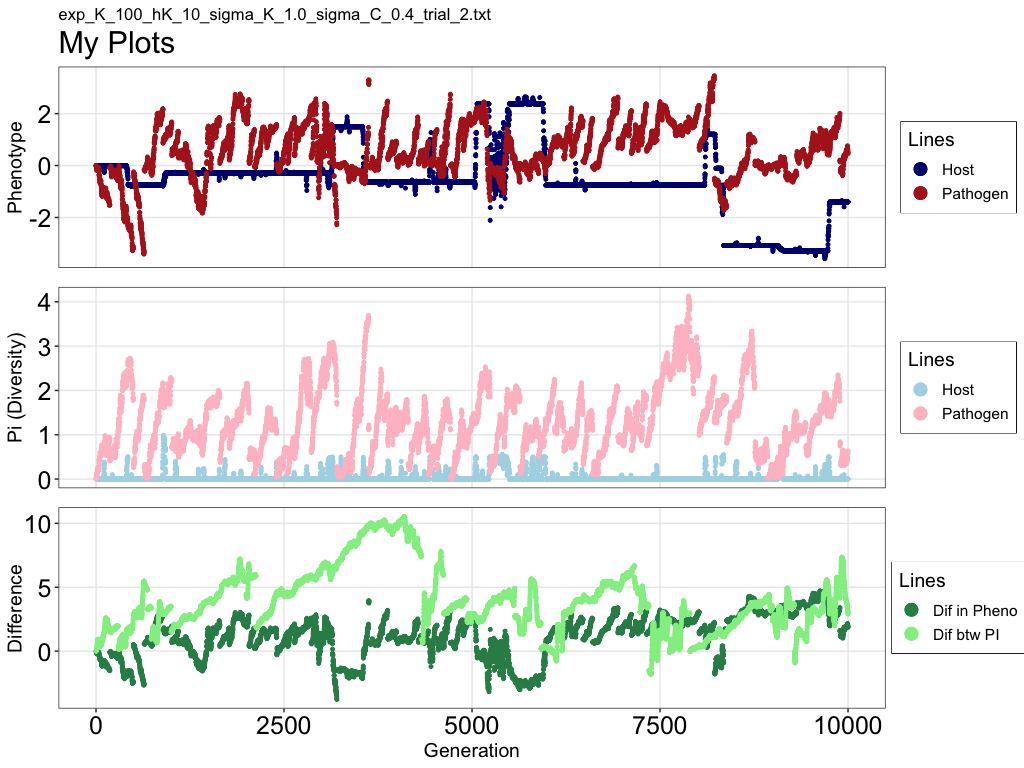 exp_K_100_hK_10_sigma_K_1.0_sigma_C_0.4_trial_2.txt
My Plots
Phenotype
2
0
-2
Lines
Host
Pathogen
Pi (Diversity)
4
3
2
1
0
Lines
Host
Pathogen
Difference
10
5
0
Lines
Dif in Pheno
Dif btw PI
0 2500 5000 7500 10000
Generation